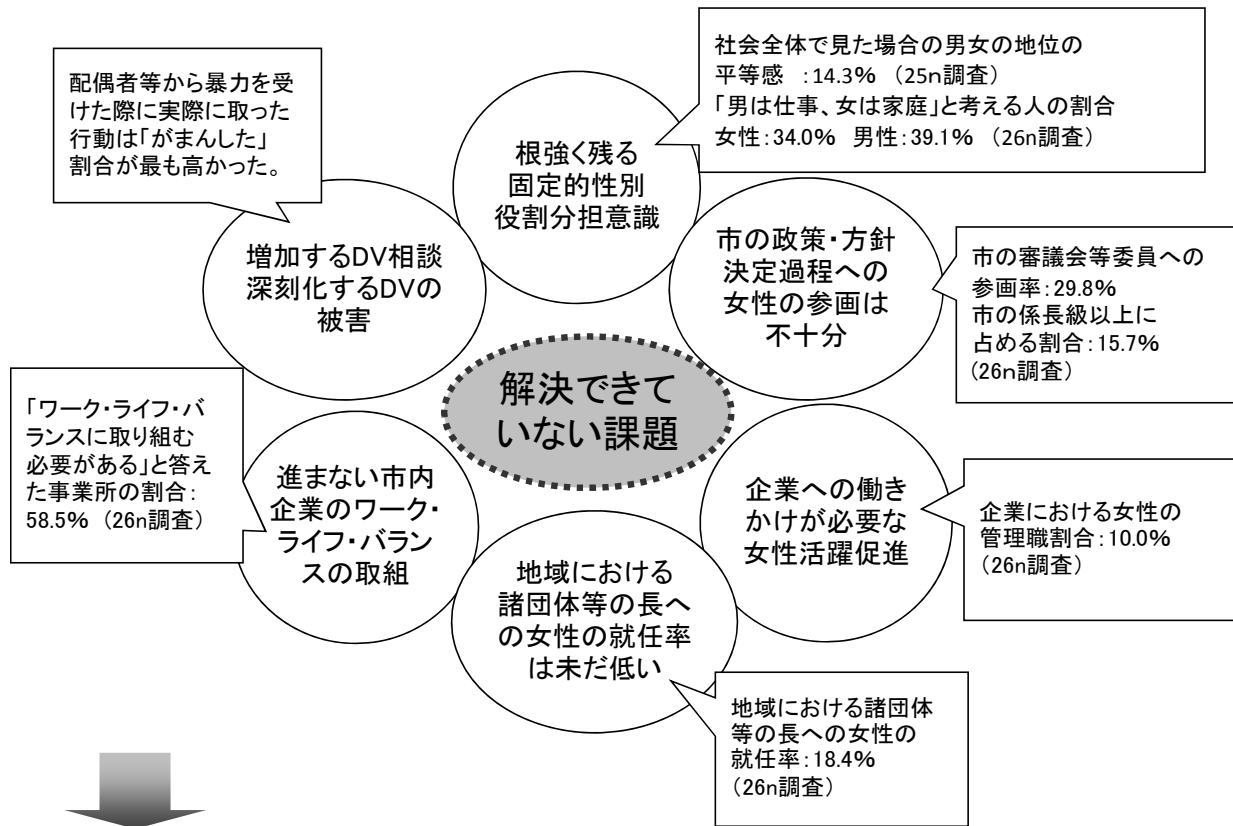 社会全体で見た場合の男女の地位の
平等感　：14.3％　（25n調査）
「男は仕事、女は家庭」と考える人の割合
女性：34.0％　男性：39.1％　（26n調査）
配偶者等から暴力を受
けた際に実際に取った
行動は「がまんした」
割合が最も高かった。
根強く残る
固定的性別
役割分担意識
増加するDV相談
深刻化するDVの
被害
市の政策・方針
決定過程への
女性の参画は
不十分
市の審議会等委員への
参画率：29.8％
市の係長級以上に
占める割合：15.7％
（26n調査）
解決できて
いない課題
「ワーク・ライフ・バ
ランスに取り組む
必要がある」と答え
た事業所の割合：
58.5％　（26n調査）
進まない市内
企業のワーク・
ライフ・バラン
スの取組
企業への働き
かけが必要な
女性活躍促進
企業における女性の
管理職割合：10.0％
（26n調査）
地域における
諸団体等の長へ
の女性の就任率
は未だ低い
地域における諸団体
等の長への女性の
就任率：18.4％
（26n調査）